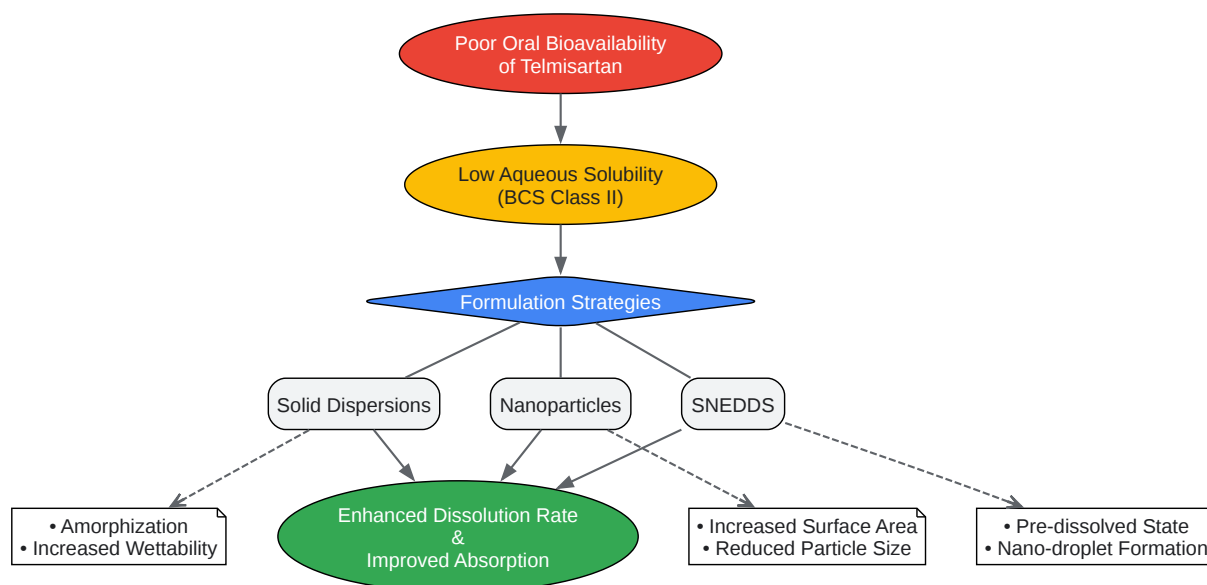 Poor Oral Bioavailability
of Telmisartan
Low Aqueous Solubility
(BCS Class II)
Formulation Strategies
Solid Dispersions
Nanoparticles
SNEDDS
• Amorphization
• Increased Wettability
Enhanced Dissolution Rate
&
Improved Absorption
• Increased Surface Area
• Reduced Particle Size
• Pre-dissolved State
• Nano-droplet Formation